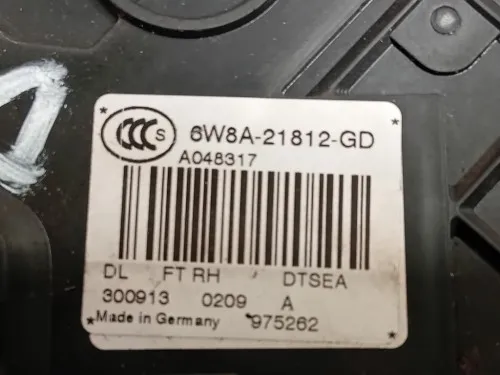 CCC S 6W8A-21812-GD
A048317
DL FT RH DTSEA
300913 0209 A
Made in Germany 975262